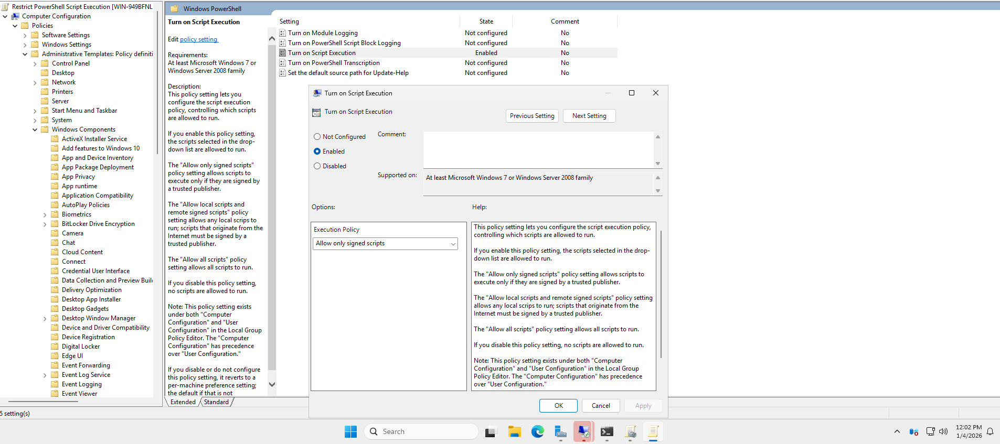 Restrict PowerShell Script Execution [WIN-949BFNL
Computer Configuration
Policies
Software Settings
Windows Settings
Administrative Templates: Policy definiti
Control Panel
Desktop
Network
Printers
Server
Start Menu and Taskbar
System
Windows Components
ActiveX Installer Service
Add features to Windows 10
App and Device Inventory
App Package Deployment
App Privacy
App runtime
Application Compatibility
AutoPlay Policies
Biometrics
BitLocker Drive Encryption
Camera
Chat
Cloud Content
Connect
Credential User Interface
Data Collection and Preview Buil
Delivery Optimization
Desktop App Installer
Desktop Gadgets
Desktop Window Manager
Device and Driver Compatibility
Device Registration
Digital Locker
Edge UI
Event Forwarding
Event Log Service
Event Logging
Event Viewer
5 setting(s)
Windows PowerShell
Turn on Script Execution
Edit policy setting
Requirements:
At least Microsoft Windows 7 or
Windows Server 2008 family
Description:
This policy setting lets you
configure the script execution
policy, controlling which scripts
are allowed to run.
If you enable this policy setting,
the scripts selected in the drop-
down list are allowed to run.
The "Allow only signed scripts"
policy setting allows scripts to
execute only if they are signed by
a trusted publisher.
The "Allow local scripts and
remote signed scripts" policy
setting allows any local scrips to
run; scripts that originate from the
Internet must be signed by a
trusted publisher.
The "Allow all scripts" policy
setting allows all scripts to run.
If you disable this policy setting,
no scripts are allowed to run.
Note: This policy setting exists
under both "Computer
Configuration" and "User
Configuration" in the Local Group
Policy Editor. The "Computer
Configuration" has precedence
over "User Configuration."
If you disable or do not configure
this policy setting, it reverts to a
per-machine preference setting;
the default if that is not
Extended Standard
Setting State Comment
Turn on Module Logging Not configured No
Turn on PowerShell Script Block Logging Not configured No
Turn on Script Execution Enabled No
Turn on PowerShell Transcription Not configured No
Set the default source path for Update-Help Not configured No
Turn on Script Execution
Turn on Script Execution
Previous Setting Next Setting
Not Configured
Enabled
Disabled
Comment:
Supported on:
At least Microsoft Windows 7 or Windows Server 2008 family
Options:
Execution Policy
Allow only signed scripts
Help:
This policy setting lets you configure the script execution policy,
controlling which scripts are allowed to run.
If you enable this policy setting, the scripts selected in the drop-
down list are allowed to run.
The "Allow only signed scripts" policy setting allows scripts to
execute only if they are signed by a trusted publisher.
The "Allow local scripts and remote signed scripts" policy setting
allows any local scrips to run; scripts that originate from the
Internet must be signed by a trusted publisher.
The "Allow all scripts" policy setting allows all scripts to run.
If you disable this policy setting, no scripts are allowed to run.
Note: This policy setting exists under both "Computer
Configuration" and "User Configuration" in the Local Group
Policy Editor. The "Computer Configuration" has precedence
over "User Configuration."
OK Cancel Apply
Search
12:02 PM
1/4/2026